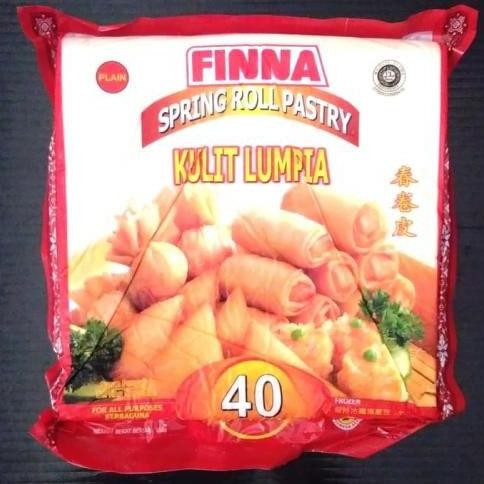 PLAIN
FINNA
SPRING ROLL PASTRY
KULIT LUMPIA
春卷皮
40
FOR ALL PURPOSES
SERBAGUNA
FROZEN